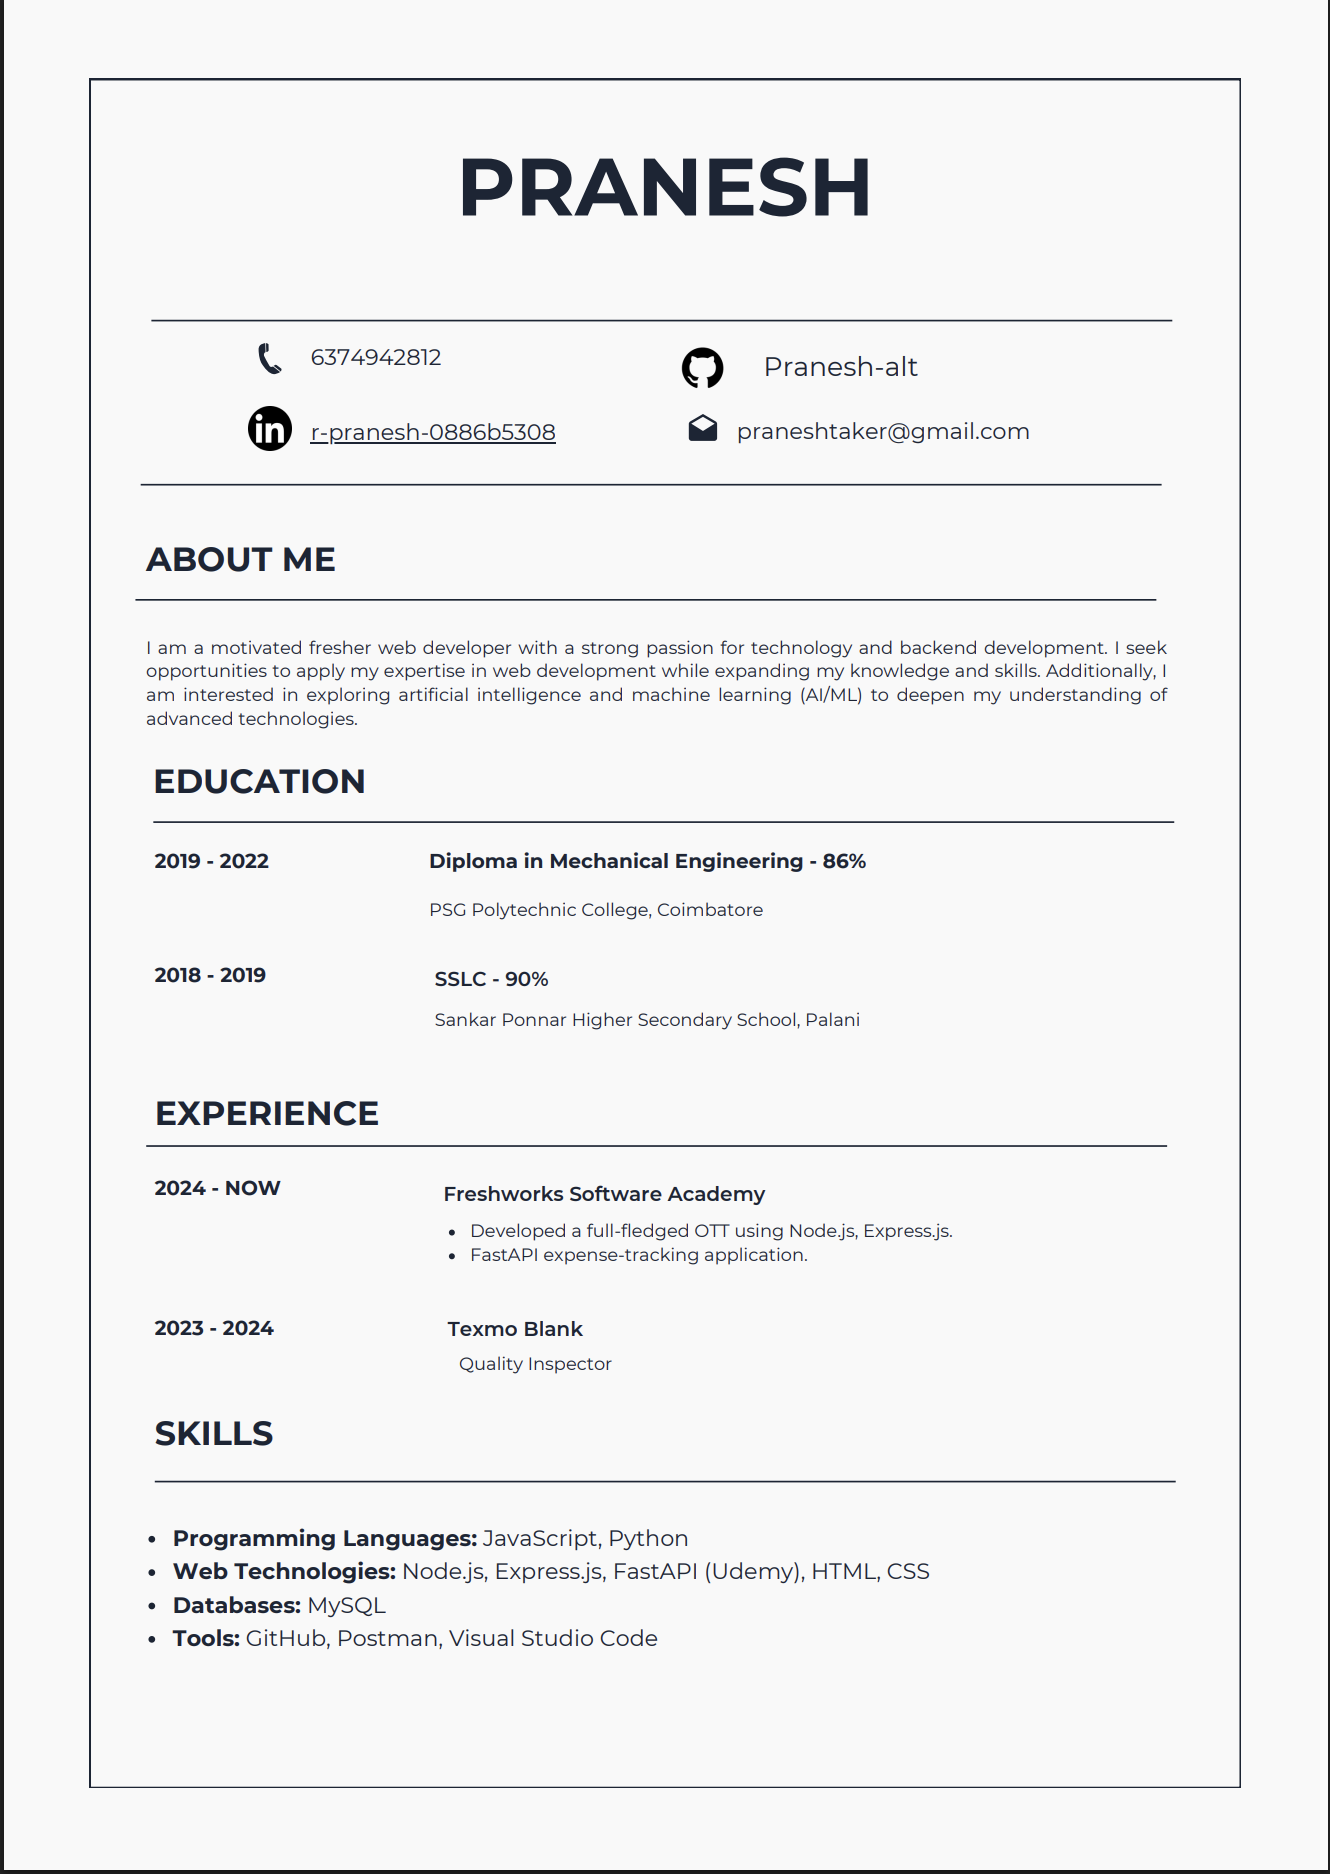 PRANESH
6374942812
Pranesh-alt
in r-pranesh-0886b5308
praneshtaker@gmail.com
ABOUT ME
I am a motivated fresher web developer with a strong passion for technology and backend development. I seek
opportunities to apply my expertise in web development while expanding my knowledge and skills. Additionally, I
am interested in exploring artificial intelligence and machine learning (AI/ML) to deepen my understanding of
advanced technologies.
EDUCATION
2019 - 2022
Diploma in Mechanical Engineering - 86%
PSG Polytechnic College, Coimbatore
2018 - 2019
SSLC - 90%
Sankar Ponnar Higher Secondary School, Palani
EXPERIENCE
2024 - NOW
Freshworks Software Academy
• Developed a full-fledged OTT using Node.js, Express.js.
• FastAPI expense-tracking application.
2023 - 2024
Texmo Blank
Quality Inspector
SKILLS
• Programming Languages: JavaScript, Python
• Web Technologies: Node.js, Express.js, FastAPI (Udemy), HTML, CSS
• Databases: MySQL
• Tools: GitHub, Postman, Visual Studio Code